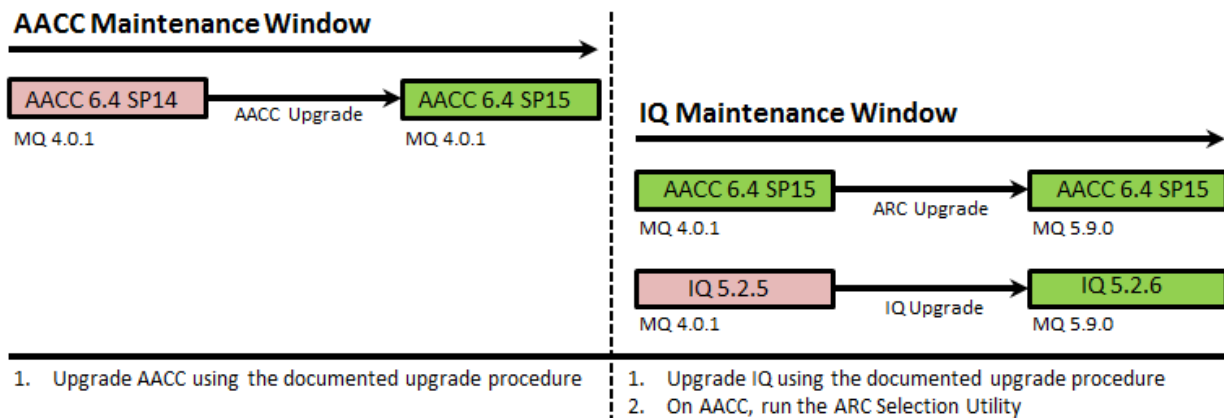 AACC Maintenance Window
AACC 6.4 SP14
AACC Upgrade
AACC 6.4 SP15
MQ 4.0.1
MQ 4.0.1
1. Upgrade AACC using the documented upgrade procedure
IQ Maintenance Window
AACC 6.4 SP15
ARC Upgrade
AACC 6.4 SP15
MQ 4.0.1
MQ 5.9.0
IQ 5.2.5
IQ Upgrade
IQ 5.2.6
MQ 4.0.1
MQ 5.9.0
1. Upgrade IQ using the documented upgrade procedure
2. On AACC, run the ARC Selection Utility